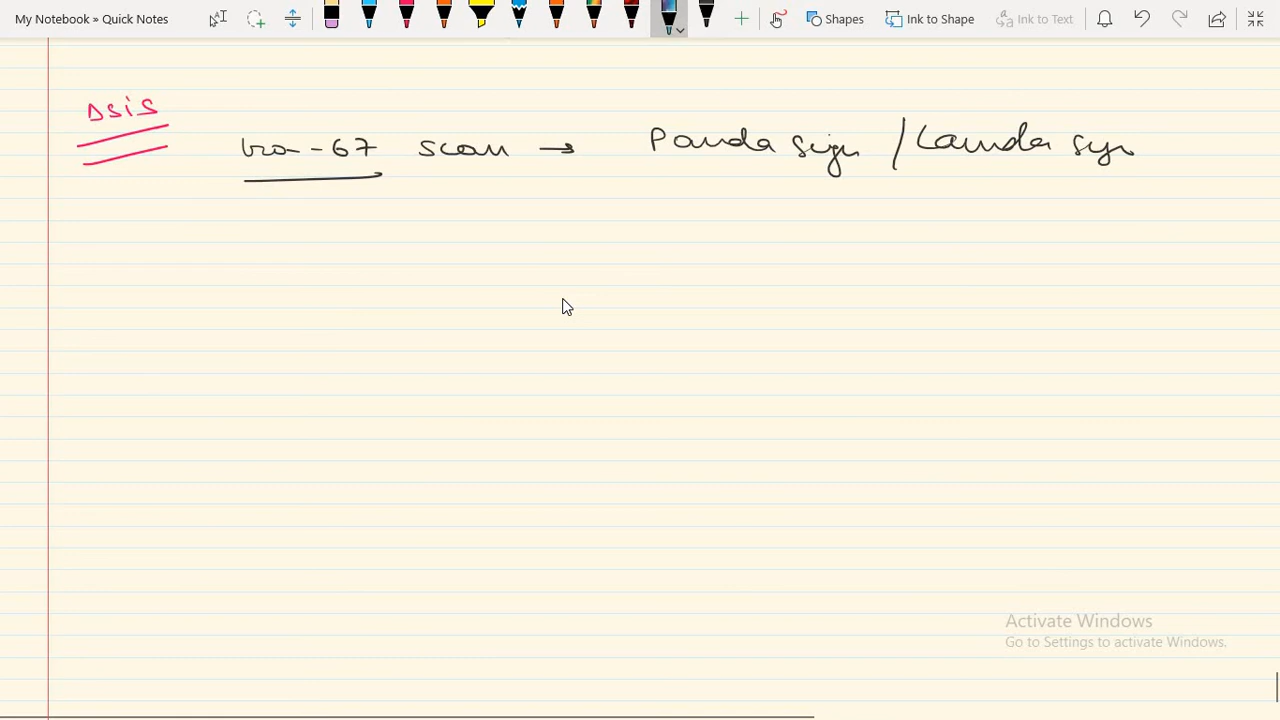 My Notebook » Quick Notes
Shapes
Ink to Shape
Ink to Text
Dsis
Ga-67 scan → Panda sign / Lamda sign
Activate Windows
Go to Settings to activate Windows.